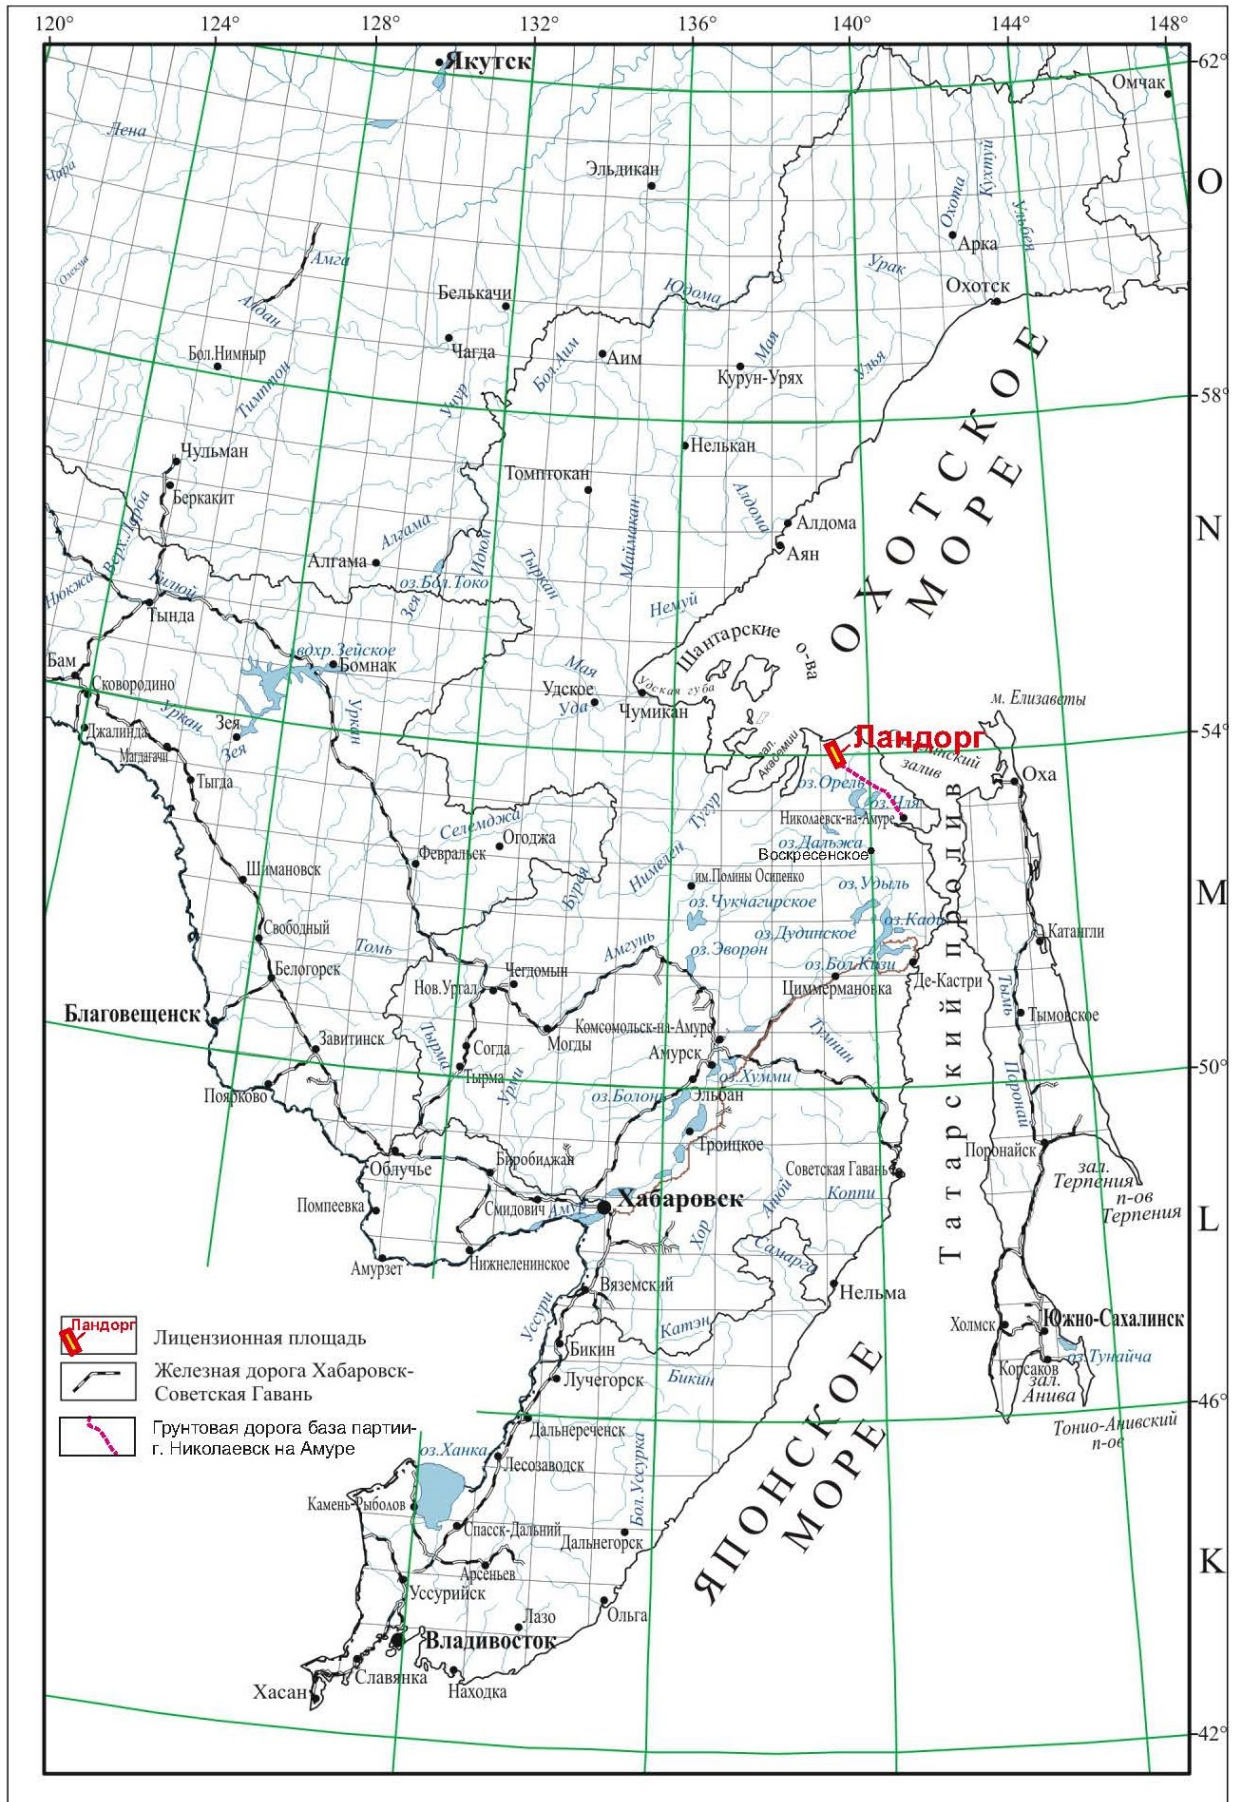 120° 124° 128° 132° 136° 140° 144° 148°
62°
Якутск
Омчак
Лена
Чара
Эльдикан
Кухтуй
О
Охота
Ульбея
Арка
Олекма
Амга
Урак
Белькачи
Юдома
Охотск
Алдан
Чагда
Бол.Аим
Аим
Мая
Бол.Нимныр
Курун-Урях
Улья
Тимптон
Учур
58°
ОХОТСКОЕ
МОРЕ
Чульман
Нелькан
Беркакит
Томптокан
Верх.Ларба
Алдома
Алдома
N
Алгама
Маймакан
Аян
Идюм
Алгама
Тыркан
оз.Бол.Токо
Нюкжа
Гилюй
Зея
Немуй
Тында
Шантарские
о-ва
вдхр.Зейское
Бам
Бомнак
Мая
Удская губа
Сковородино
Удское
Уда
Чумикан
м. Елизаветы
Уркан
Зея
Уркан
54°
Джалинда
Зея
Ландорг
Магдагачи
зал.
Академии
залив
Тыгда
Оха
оз.Орель
оз.Чля
Тугур
Николаевск-на-Амуре
Селемджа
Огоджа
оз.Дальжа
Воскресенское
Февральск
Шимановск
Нимелен
им.Полины Осипенко
Бурея
оз.Удыль
М
оз.Чукчагирское
Свободный
оз.Дудинское
оз.Кади
Катангли
Томь
Амгунь
оз.Эворон
Белогорск
Чегдомын
оз.Бол.Кизи
Нов.Ургал
Циммермановка
Де-Кастри
Тымь
Благовещенск
Комсомольск-на-Амуре
Тымовское
Завитинск
Могды
Тумнин
Согда
Амурск
Тырма
50°
Тырма
оз.Хумми
Поярково
Урми
оз.Болонь
Эльбан
Поронай
Троицкое
Татарский пролив
Облучье
Биробиджан
Советская Гавань
Поронайск
зал.
Терпения
п-ов
Терпения
Хабаровск
Анюй
Коппи
Помпеевка
Смидович
Амур
L
Хор
Самарга
Амурзет
Нижнеленинское
Вяземский
Нельма
Уссури
Южно-Сахалинск
Холмск
Катэн
Бикин
оз.Тунайча
Корсаков
зал.
Анива
Лучегорск
Бикин
46°
ЯПОНСКОЕ
МОРЕ
Тонио-Анивский
п-ов
Дальнереченск
оз.Ханка
Лесозаводск
Бол.Уссурка
Камень-Рыболов
Спасск-Дальний
Дальнегорск
K
Арсеньев
Уссурийск
Ольга
Лазо
Владивосток
Славянка
Хасан
Находка
42°
Ландорг
Лицензионная площадь
Железная дорога Хабаровск-
Советская Гавань
Грунтовая дорога база партии-
г. Николаевск на Амуре